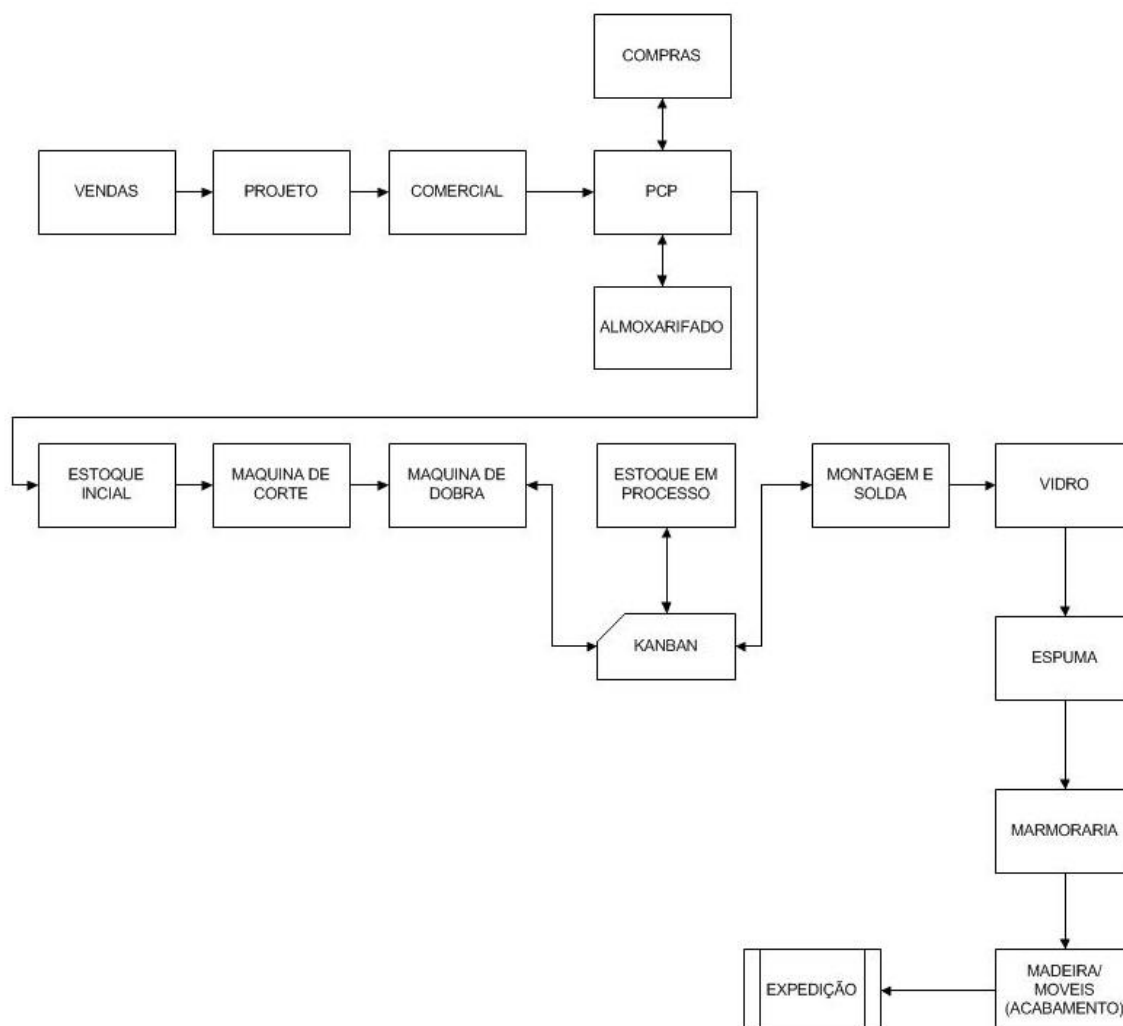 COMPRAS
VENDAS
PROJETO
COMERCIAL
PCP
ALMOXARIFADO
ESTOQUE
INCIAL
MAQUINA DE
CORTE
MAQUINA DE
DOBRA
ESTOQUE EM
PROCESSO
MONTAGEM E
SOLDA
VIDRO
KANBAN
ESPUMA
MARMORARIA
MADEIRA/
MOVEIS
(ACABAMENTO)
EXPEDIÇÃO